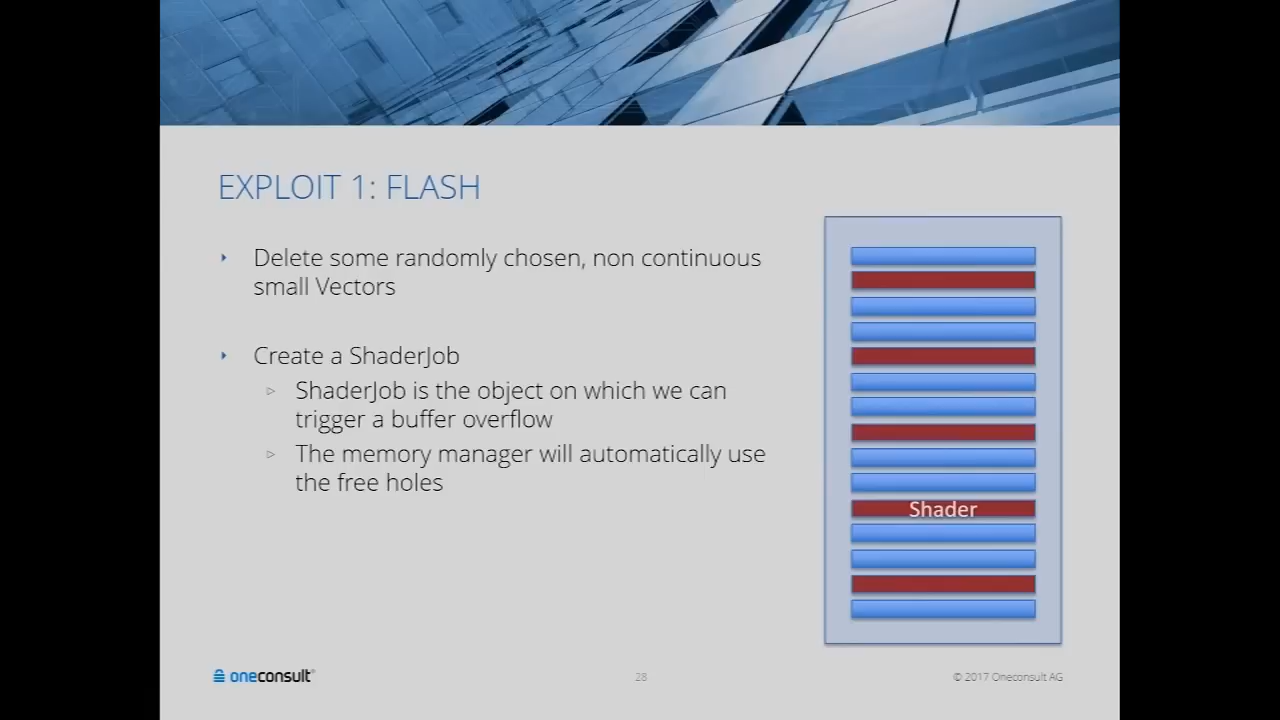 EXPLOIT 1: FLASH
Delete some randomly chosen, non continuous
small Vectors
Create a ShaderJob
ShaderJob is the object on which we can
trigger a buffer overflow
The memory manager will automatically use
the free holes
Shader
oneconsult®
28
© 2017 Oneconsult AG